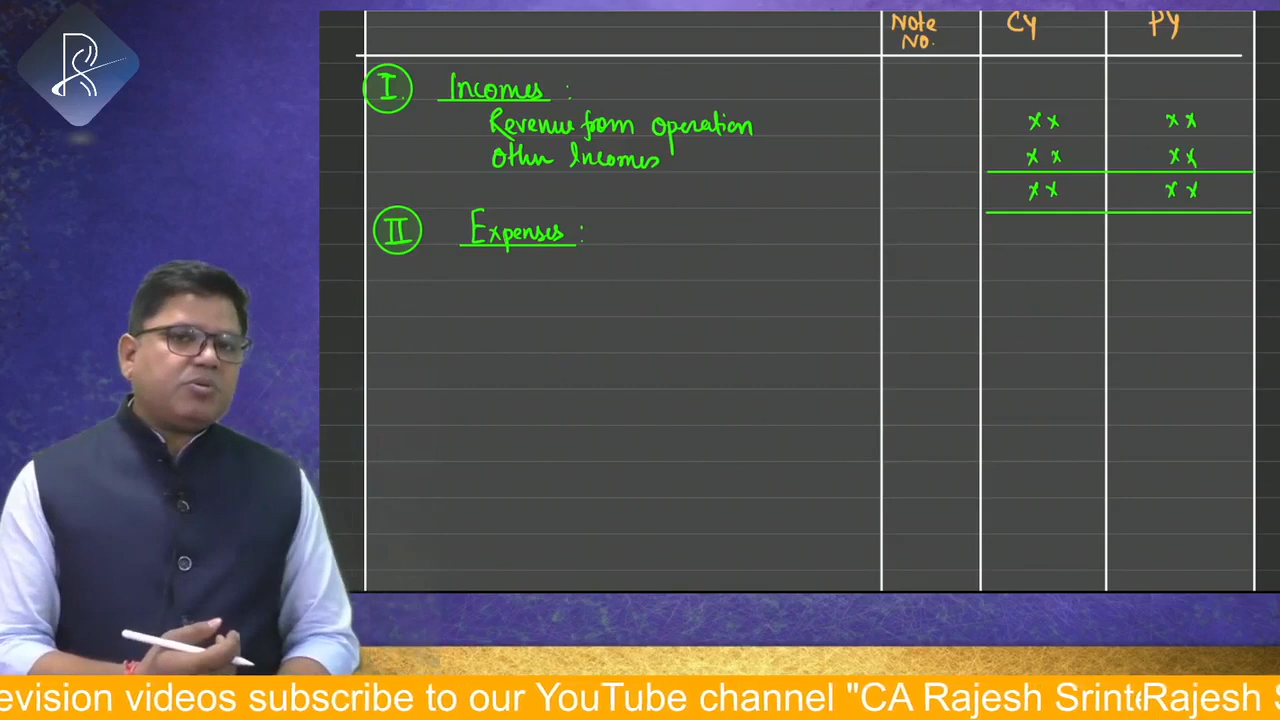 Note No. CY PY
I. Incomes :
Revenue from operation xx xx
Other Incomes xx xx
xx xx
II Expenses :
evision videos subscribe to our YouTube channel "CA Rajesh Srint Rajesh S